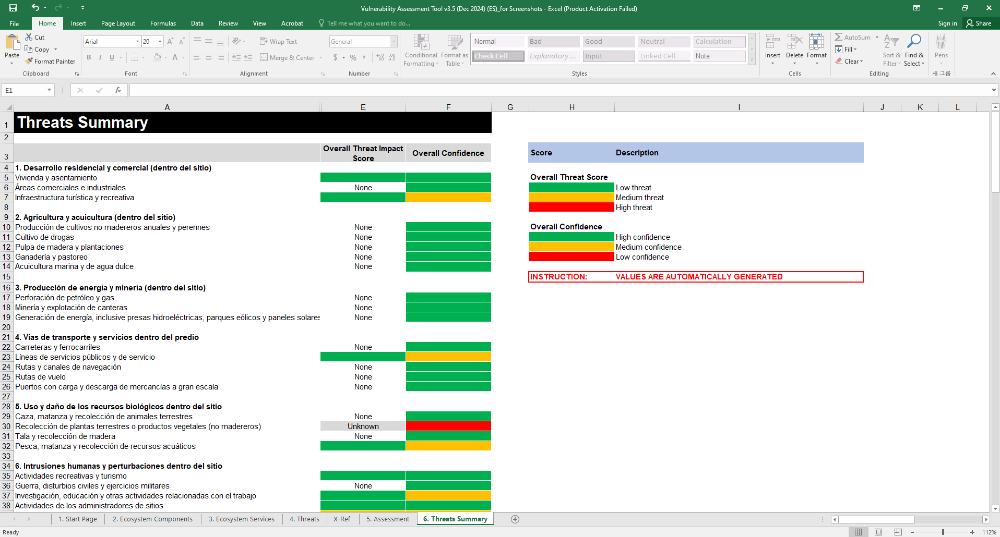 Vulnerability Assessment Tool v3.5 (Dec 2024) (ES)_for Screenshots - Excel (Product Activation Failed)
File Home Insert Page Layout Formulas Data Review View Acrobat Tell me what you want to do... Sign in Share
Paste
Cut
Copy
Format Painter
Clipboard
Arial 20
B I U
Font
Wrap Text
Merge & Center
Alignment
General
$ % ,
Number
Conditional Formatting
Format as Table
Normal Bad Good Neutral Calculation
Check Cell Explanatory ... Input Linked Cell Note
Styles
Insert Delete Format
Cells
AutoSum
Fill
Clear
Sort & Filter
Find & Select
Editing
Pens
새 그룹
E1 fx
A E F G H I J K L
1 Threats Summary
2
3 Overall Threat Impact Score Overall Confidence Score Description
4 1. Desarrollo residencial y comercial (dentro del sitio)
5 Vivienda y asentamiento Overall Threat Score
6 Áreas comerciales e industriales None Low threat
7 Infraestructura turística y recreativa Medium threat
8 High threat
9 2. Agricultura y acuicultura (dentro del sitio)
10 Producción de cultivos no madereros anuales y perennes None Overall Confidence
11 Cultivo de drogas None High confidence
12 Pulpa de madera y plantaciones None Medium confidence
13 Ganadería y pastoreo None Low confidence
14 Acuicultura marina y de agua dulce None
15 INSTRUCTION: VALUES ARE AUTOMATICALLY GENERATED
16 3. Producción de energía y minería (dentro del sitio)
17 Perforación de petróleo y gas None
18 Minería y explotación de canteras None
19 Generación de energía, inclusive presas hidroeléctricas, parques eólicos y paneles solares None
20
21 4. Vías de transporte y servicios dentro del predio
22 Carreteras y ferrocarriles None
23 Líneas de servicios públicos y de servicio
24 Rutas y canales de navegación None
25 Rutas de vuelo None
26 Puertos con carga y descarga de mercancías a gran escala None
27
28 5. Uso y daño de los recursos biológicos dentro del sitio
29 Caza, matanza y recolección de animales terrestres None
30 Recolección de plantas terrestres o productos vegetales (no madereros) Unknown
31 Tala y recolección de madera None
32 Pesca, matanza y recolección de recursos acuáticos
33
34 6. Intrusiones humanas y perturbaciones dentro del sitio
35 Actividades recreativas y turismo
36 Guerra, disturbios civiles y ejercicios militares None
37 Investigación, educación y otras actividades relacionadas con el trabajo
38 Actividades de los administradores de sitios
1. Start Page 2. Ecosystem Components 3. Ecosystem Services 4. Threats X-Ref 5. Assessment 6. Threats Summary
Ready 112%